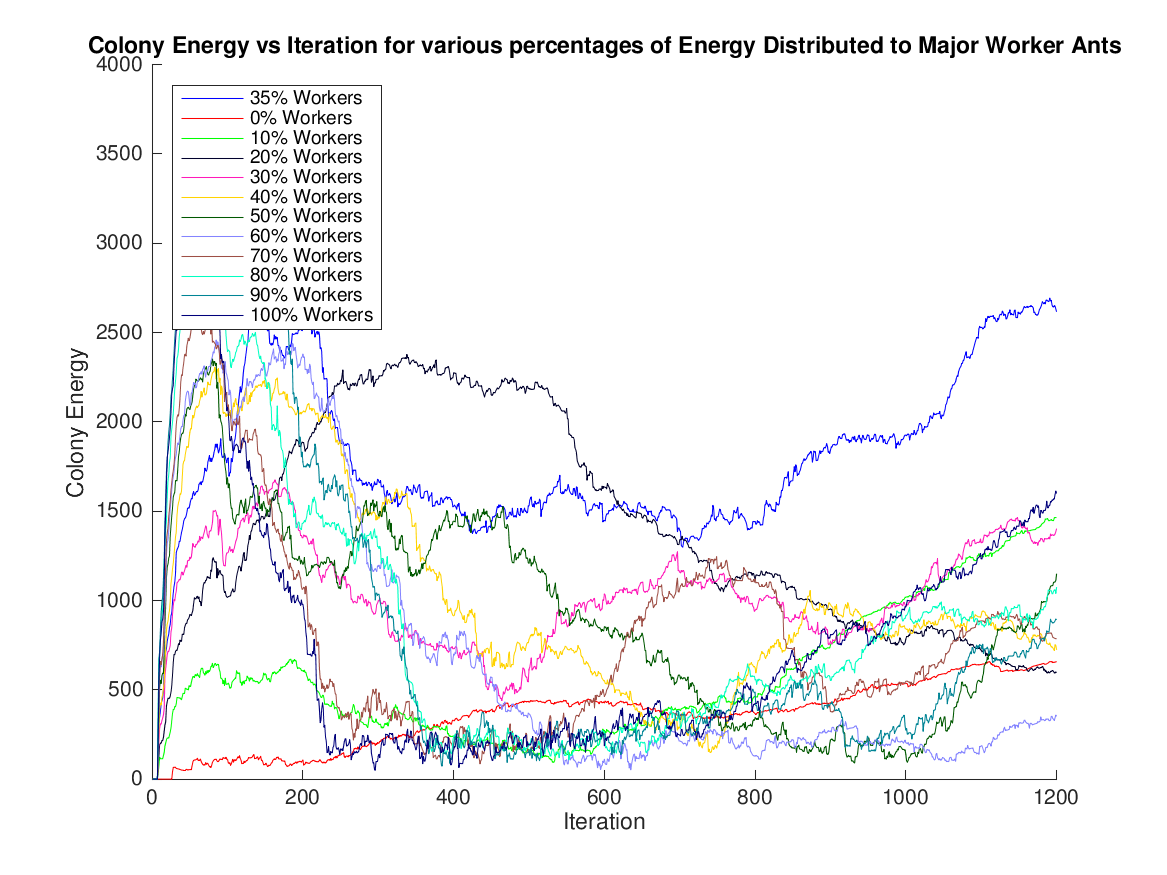 Colony Energy vs Iteration for various percentages of Energy Distributed to Major Worker Ants
4000
3500
3000
2500
2000
1500
1000
500
0
Colony Energy
35% Workers
0% Workers
10% Workers
20% Workers
30% Workers
40% Workers
50% Workers
60% Workers
70% Workers
80% Workers
90% Workers
100% Workers
0 200 400 600 800 1000 1200
Iteration